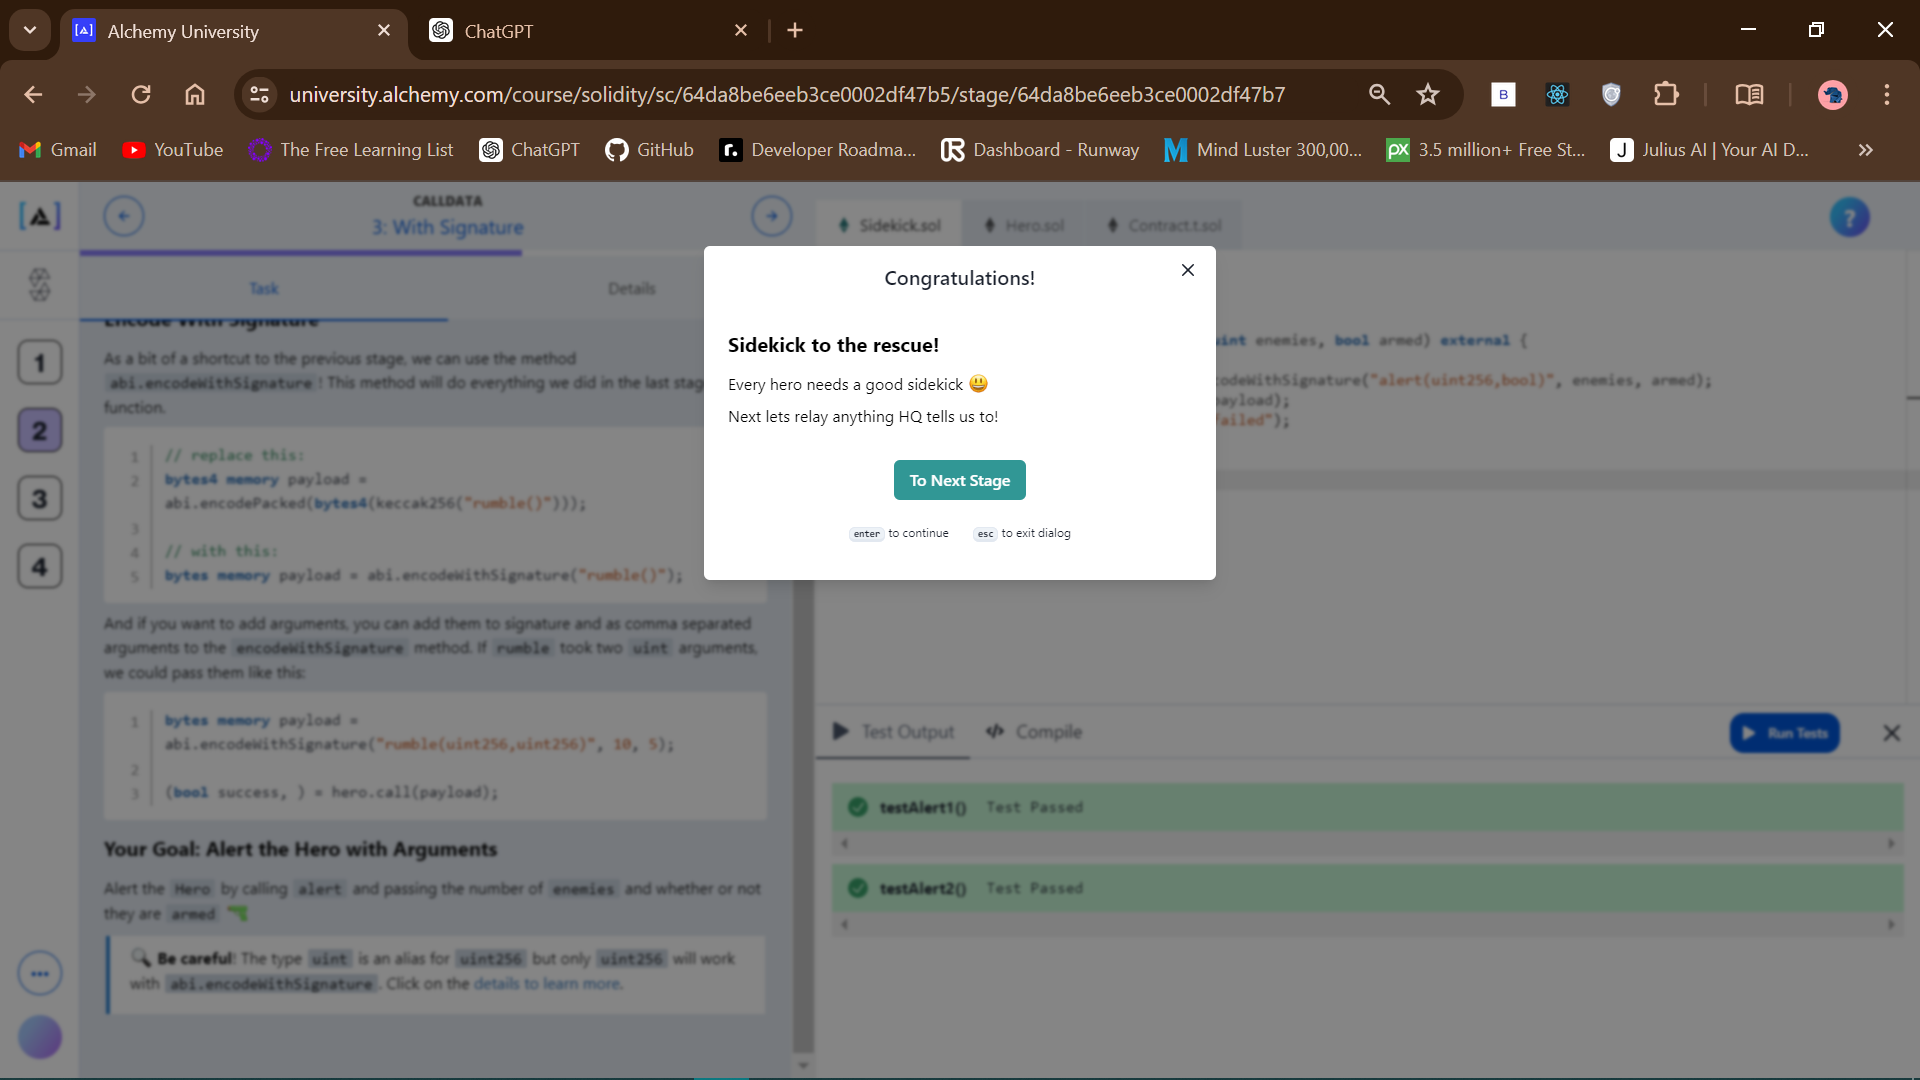 Alchemy University
ChatGPT
university.alchemy.com/course/solidity/sc/64da8be6eeb3ce0002df47b5/stage/64da8be6eeb3ce0002df47b7
B
Gmail
YouTube
The Free Learning List
ChatGPT
GitHub
r.
Developer Roadma...
Dashboard - Runway
Mind Luster 300,00...
px
3.5 million+ Free St...
J
Julius AI | Your AI D...
CALLDATA
3: With Signature
Sidekick.sol
Hero.sol
Contract.t.sol
?
Task
Details
Encode With Signature
As a bit of a shortcut to the previous stage, we can use the method
abi.encodeWithSignature! This method will do everything we did in the last stag
function.
1 // replace this:
2 bytes4 memory payload =
abi.encodePacked(bytes4(keccak256("rumble()")));
3
4 // with this:
5 bytes memory payload = abi.encodeWithSignature("rumble()");
And if you want to add arguments, you can add them to signature and as comma separated
arguments to the encodeWithSignature method. If rumble took two uint arguments,
we could pass them like this:
1 bytes memory payload =
abi.encodeWithSignature("rumble(uint256,uint256)", 10, 5);
2
3 (bool success, ) = hero.call(payload);
Your Goal: Alert the Hero with Arguments
Alert the Hero by calling alert and passing the number of enemies and whether or not
they are armed
Be careful! The type uint is an alias for uint256 but only uint256 will work
with abi.encodeWithSignature. Click on the details to learn more.
1
2
3
4
Congratulations!
Sidekick to the rescue!
Every hero needs a good sidekick 😃
Next lets relay anything HQ tells us to!
To Next Stage
enter to continue
esc to exit dialog
uint enemies, bool armed) external {
codeWithSignature("alert(uint256,bool)", enemies, armed);
payload);
failed");
Test Output
Compile
Run Tests
testAlert1() Test Passed
testAlert2() Test Passed